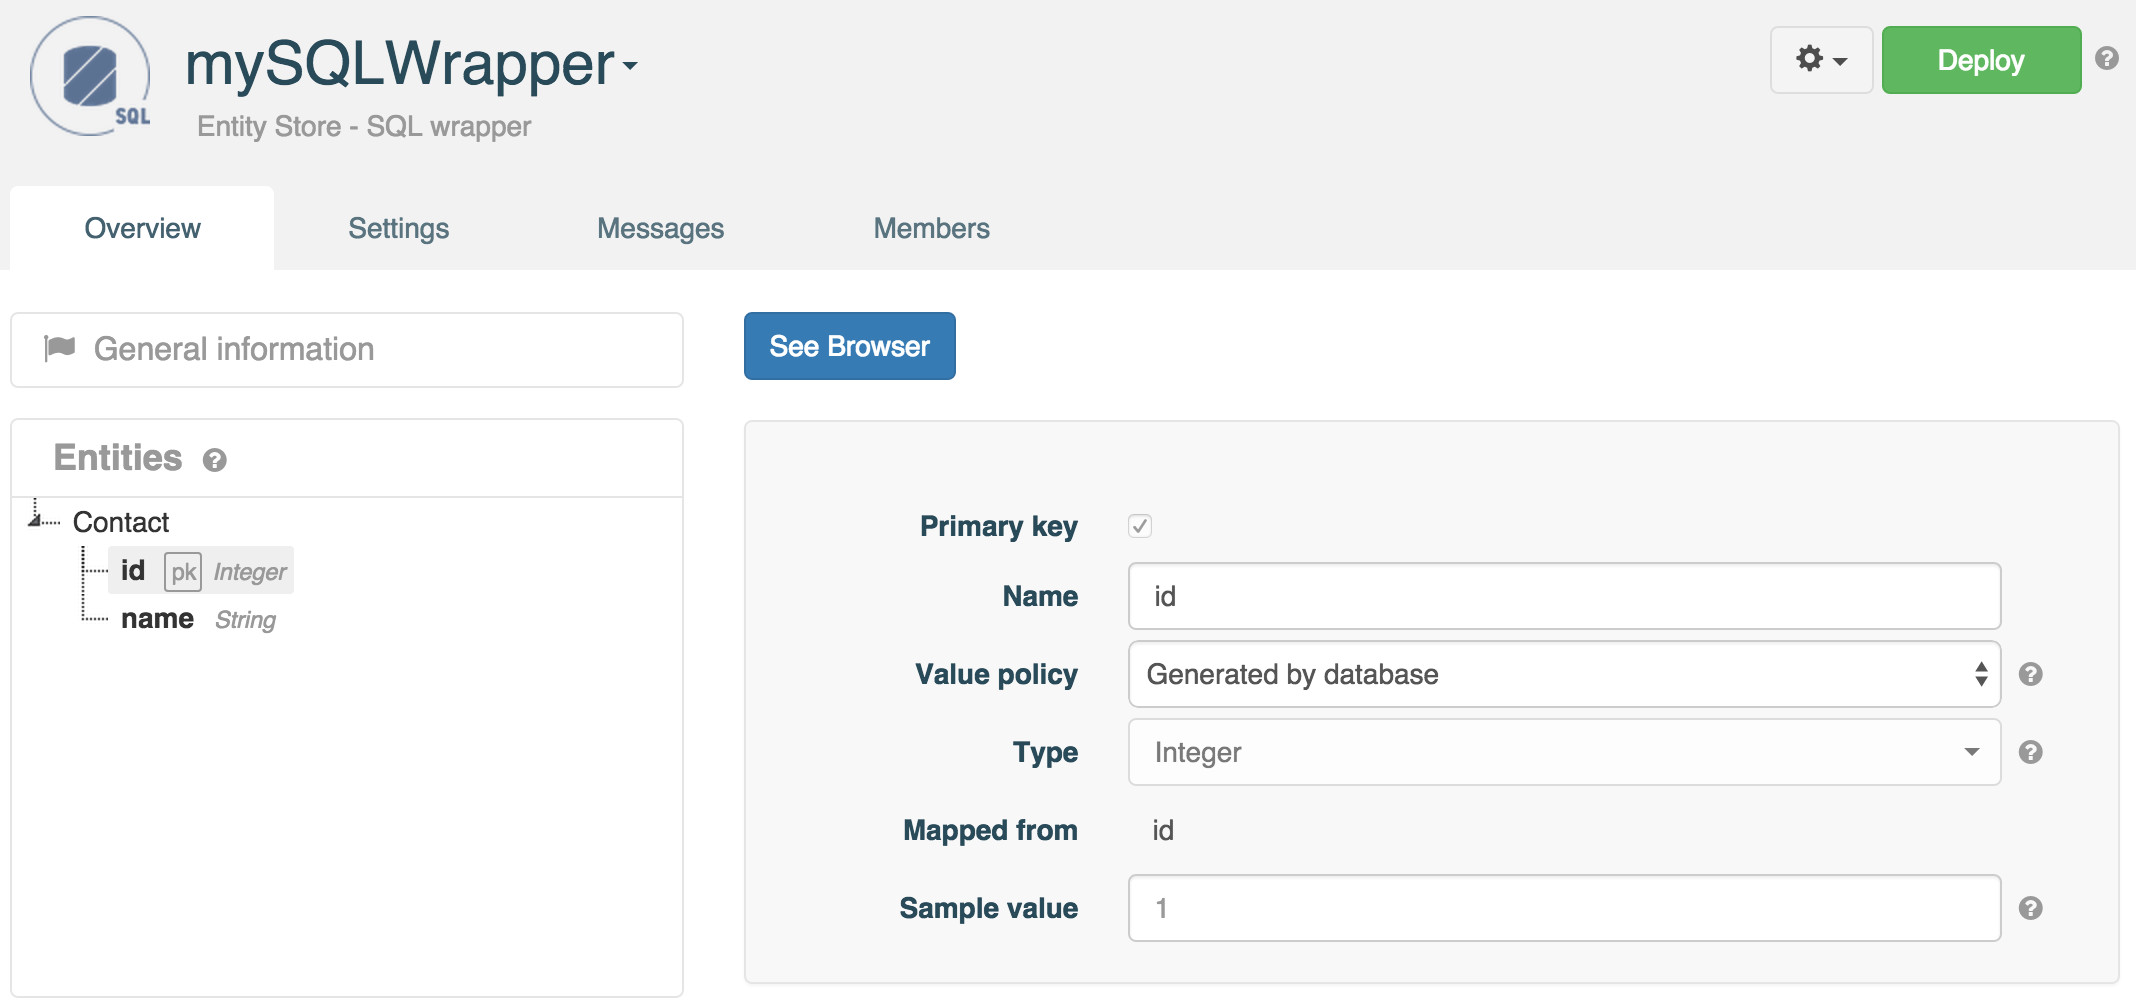 SQL
mySQLWrapper
Entity Store - SQL wrapper
Deploy
Overview
Settings
Messages
Members
General information
See Browser
Entities
Contact
id pk Integer
name String
Primary key
Name id
Value policy Generated by database
Type Integer
Mapped from id
Sample value 1